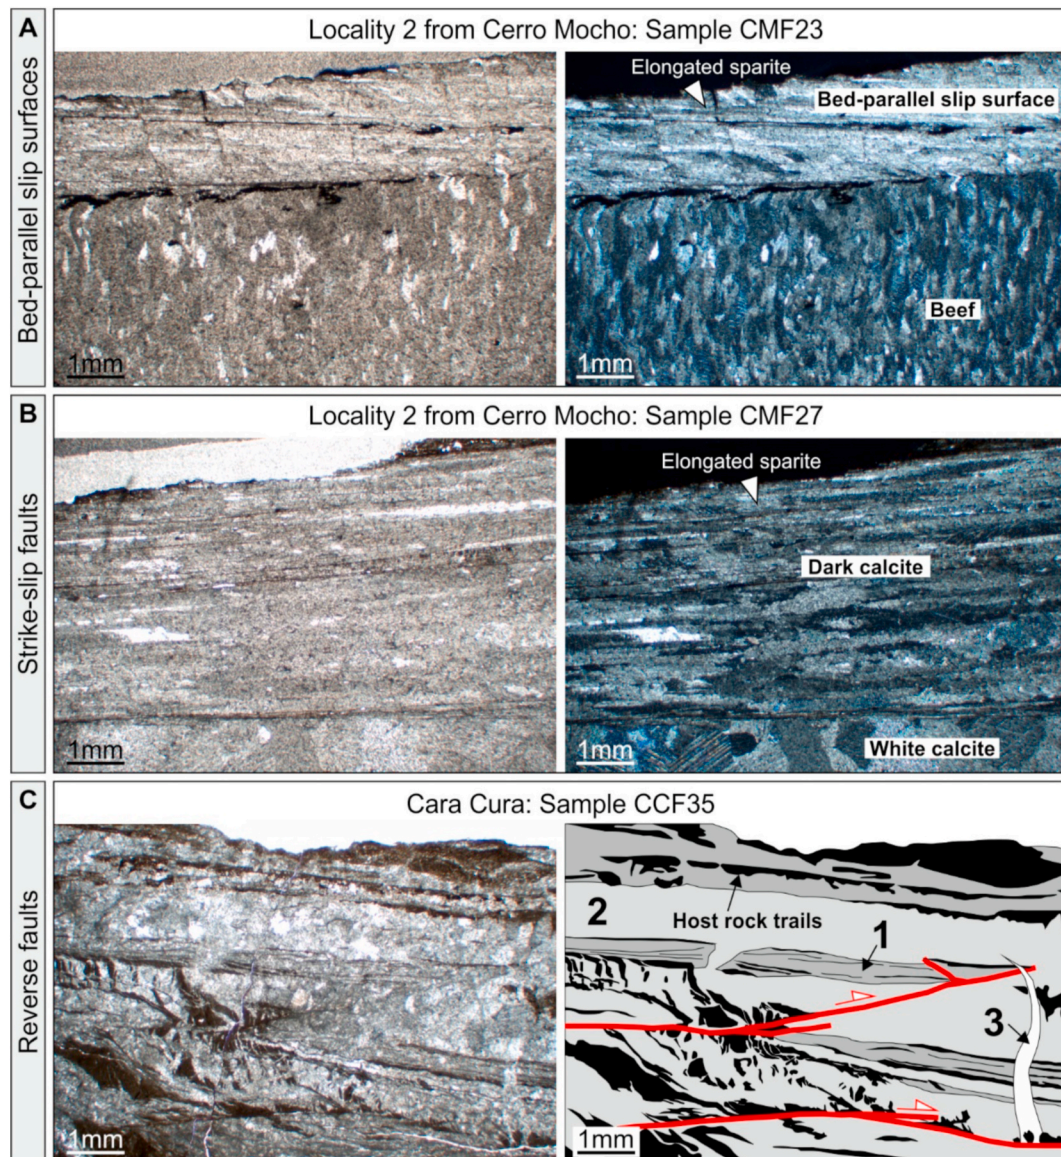 A
Bed-parallel slip surfaces
Locality 2 from Cerro Mocho: Sample CMF23
1mm
Elongated sparite
Bed-parallel slip surface
Beef
1mm
B
Strike-slip faults
Locality 2 from Cerro Mocho: Sample CMF27
1mm
Elongated sparite
Dark calcite
White calcite
1mm
C
Reverse faults
Cara Cura: Sample CCF35
1mm
2
Host rock trails
1
3
1mm